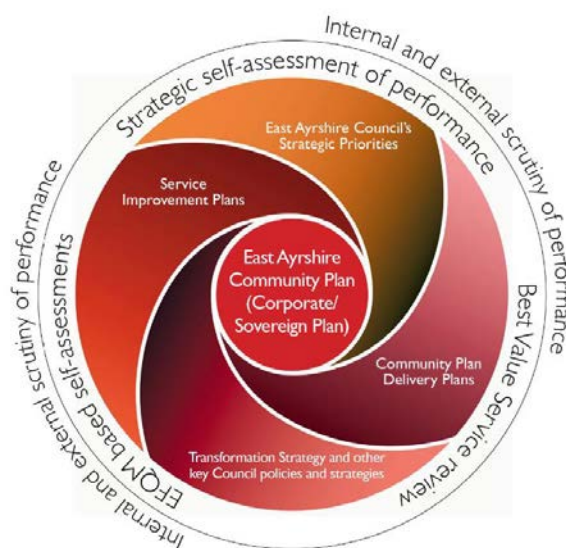 Internal and external scrutiny of performance
Strategic self-assessment of performance
East Ayrshire Council's
Strategic Priorities
Service
Improvement Plans
East Ayrshire
Community Plan
(Corporate/
Sovereign Plan)
Community Plan
Delivery Plans
Transformation Strategy and other
key Council policies and strategies
Best Value Service review
EFQM based self-assessments
Internal and external scrutiny of performance